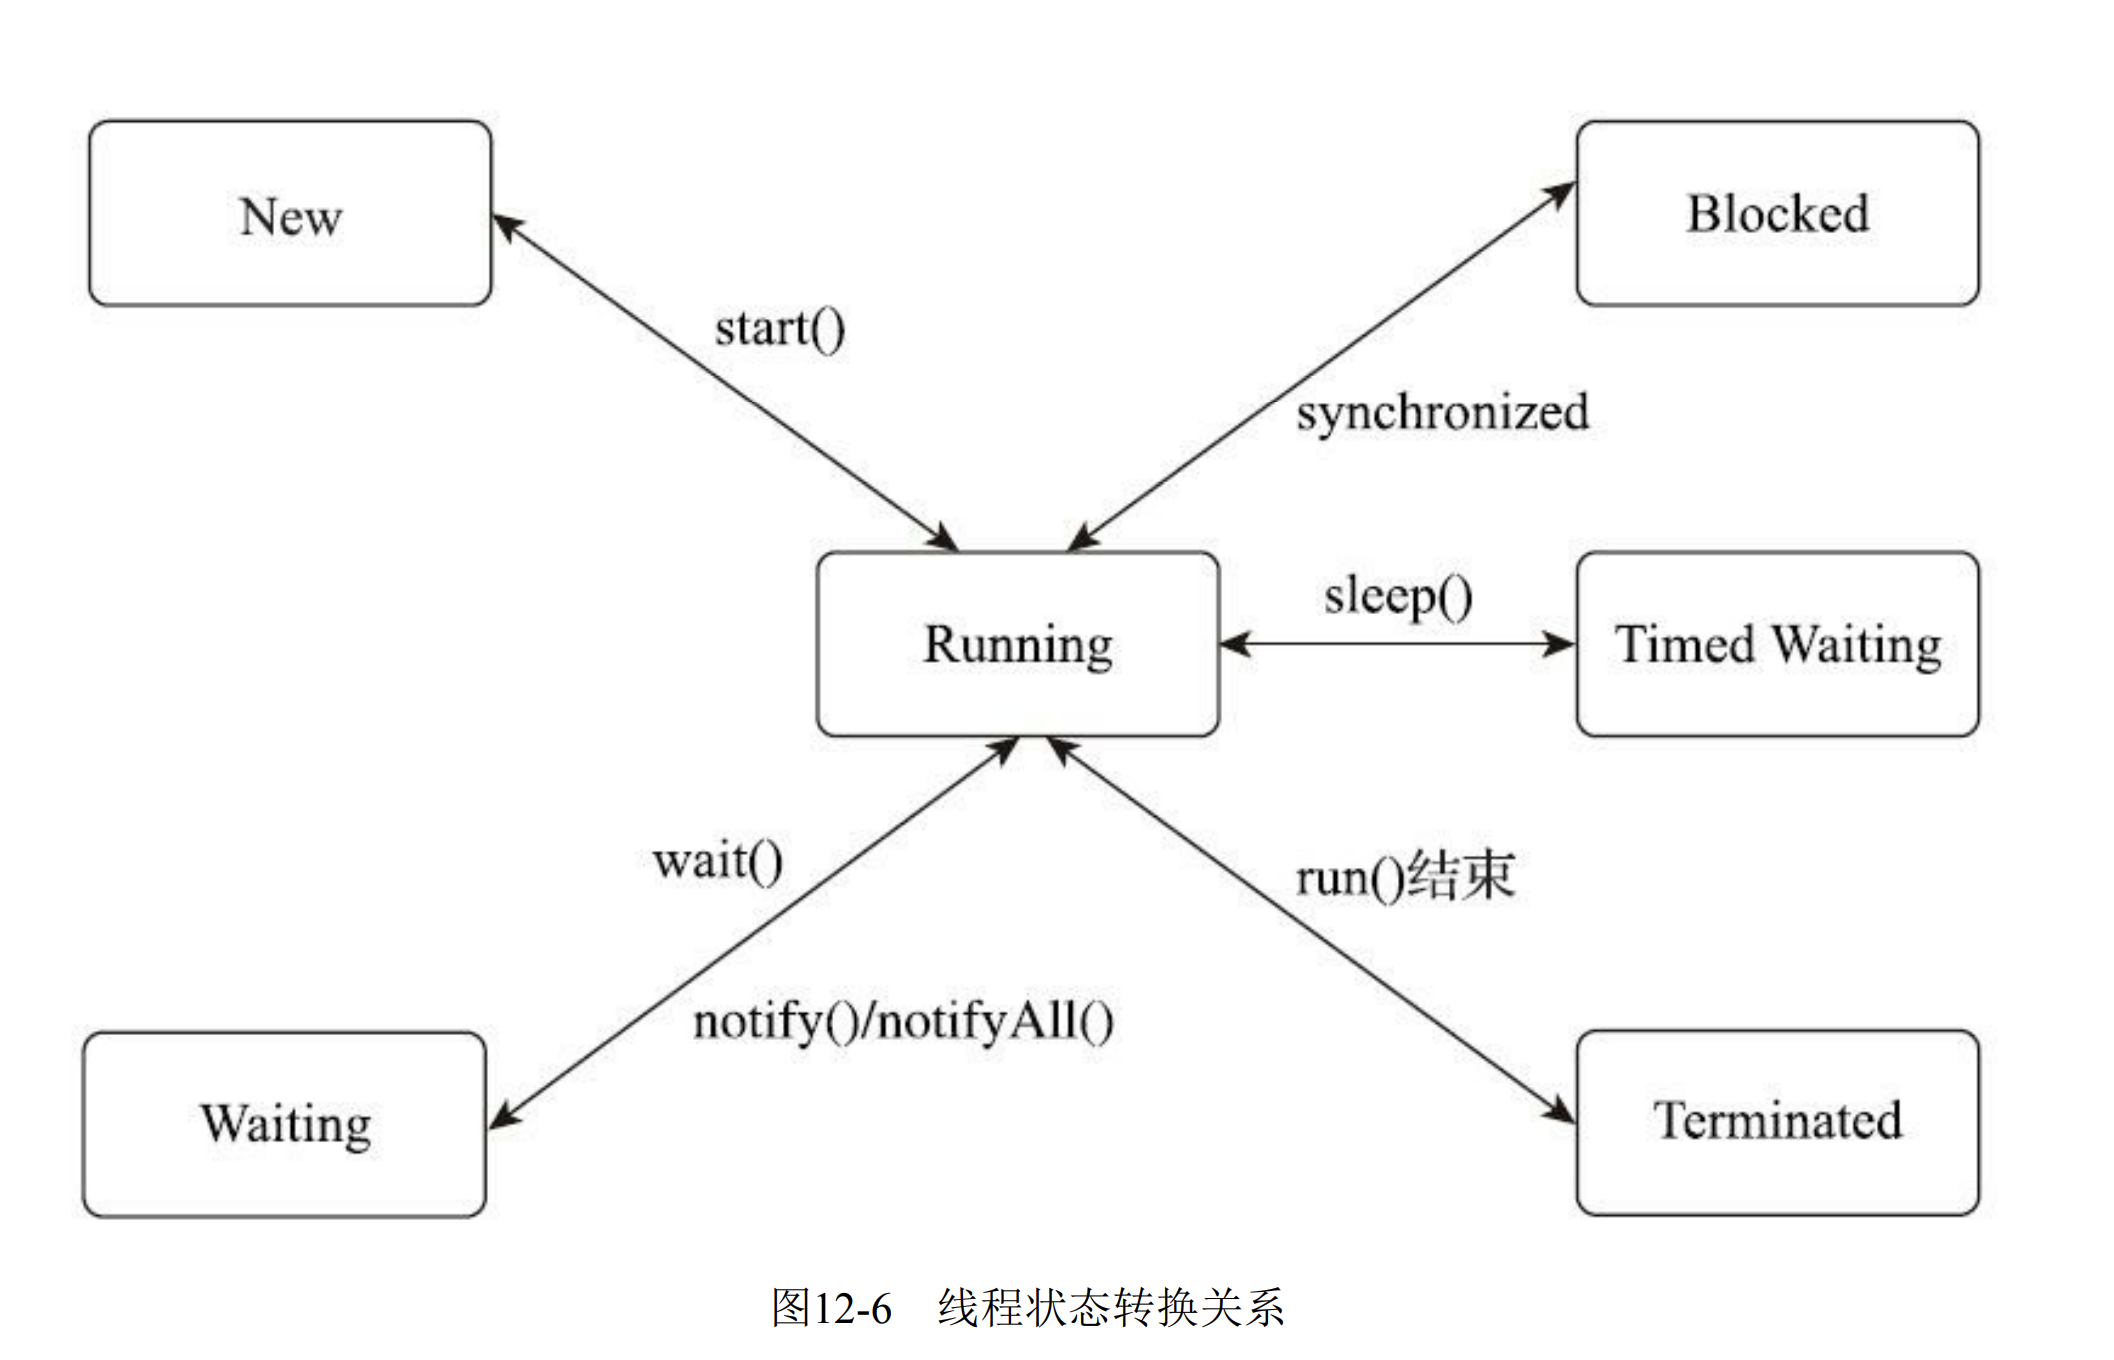 New
Blocked
start()
synchronized
sleep()
Running
Timed Waiting
wait()
run()结束
notify()/notifyAll()
Waiting
Terminated
图12-6 线程状态转换关系